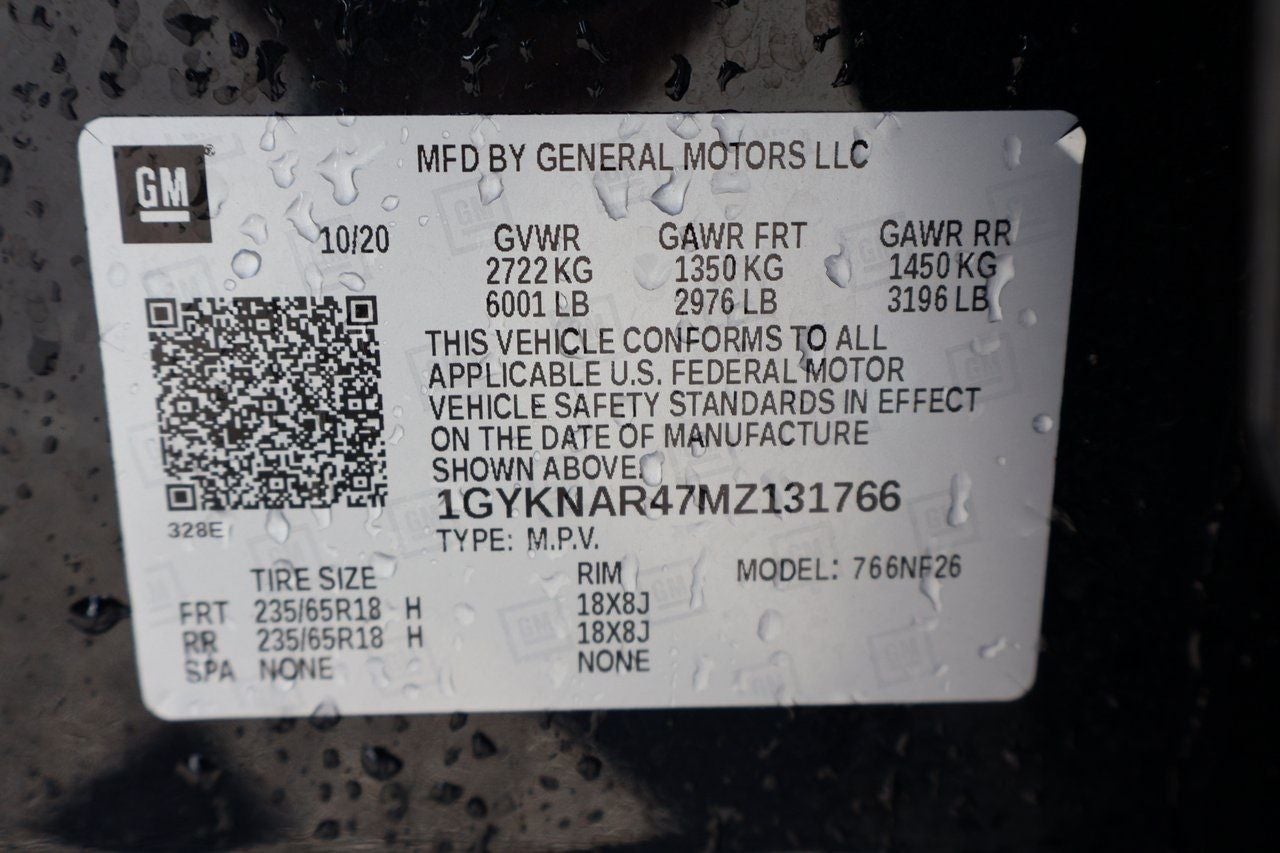 GM ®
MFD BY GENERAL MOTORS LLC
10/20 GVWR GAWR FRT GAWR RR
2722 KG 1350 KG 1450 KG
6001 LB 2976 LB 3196 LB
THIS VEHICLE CONFORMS TO ALL
APPLICABLE U.S. FEDERAL MOTOR
VEHICLE SAFETY STANDARDS IN EFFECT
ON THE DATE OF MANUFACTURE
SHOWN ABOVE.
1GYKNAR47MZ131766
TYPE: M.P.V.
328E
TIRE SIZE RIM MODEL: 766NF26
FRT 235/65R18 H 18X8J
RR 235/65R18 H 18X8J
SPA NONE NONE